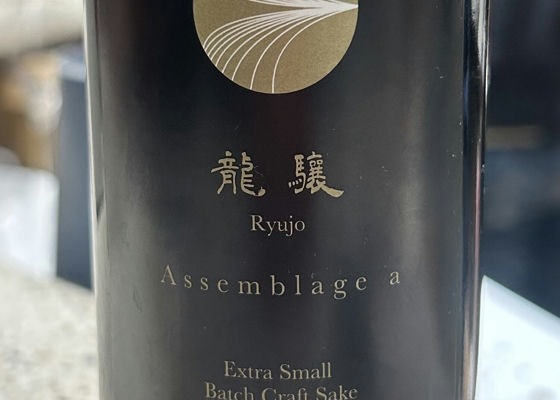 龍驤
Ryujo
Assemblage a
Extra Small
Batch Craft Sake